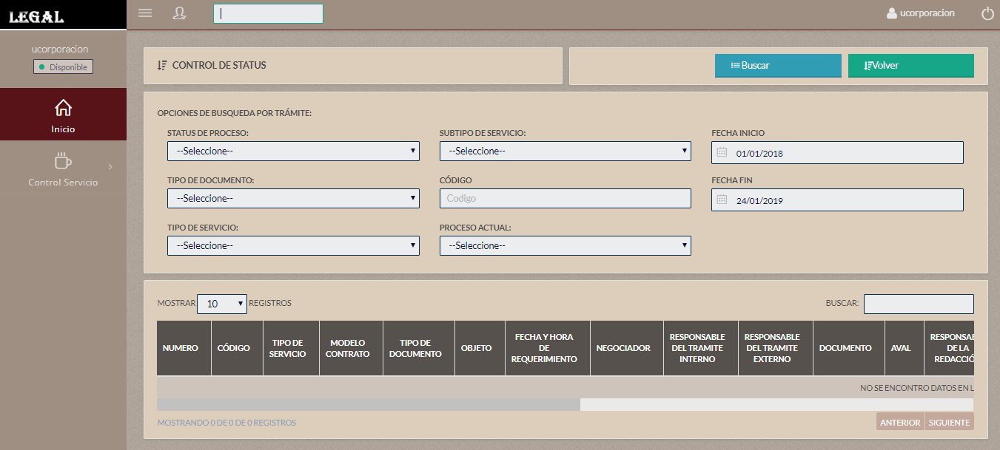 LEGAL
ucorporacion
ucorporacion
Disponible
Inicio
Control Servicio
CONTROL DE STATUS
Buscar
Volver
OPCIONES DE BUSQUEDA POR TRÁMITE:
STATUS DE PROCESO:
SUBTIPO DE SERVICIO:
FECHA INICIO
--Seleccione--
--Seleccione--
01/01/2018
TIPO DE DOCUMENTO:
CÓDIGO
FECHA FIN
--Seleccione--
Codigo
24/01/2019
TIPO DE SERVICIO:
PROCESO ACTUAL:
--Seleccione--
--Seleccione--
MOSTRAR 10 REGISTROS
BUSCAR:
NUMERO
CÓDIGO
TIPO DE
SERVICIO
MODELO
CONTRATO
TIPO DE
DOCUMENTO
OBJETO
FECHA Y HORA
DE
REQUERIMIENTO
NEGOCIADOR
RESPONSABLE
DEL TRAMITE
INTERNO
RESPONSABLE
DEL TRAMITE
EXTERNO
DOCUMENTO
AVAL
RESPONSAB
DE LA
REDACCIÓ
NO SE ENCONTRO DATOS EN L
MOSTRANDO 0 DE 0 DE 0 REGISTROS
ANTERIOR
SIGUIENTE